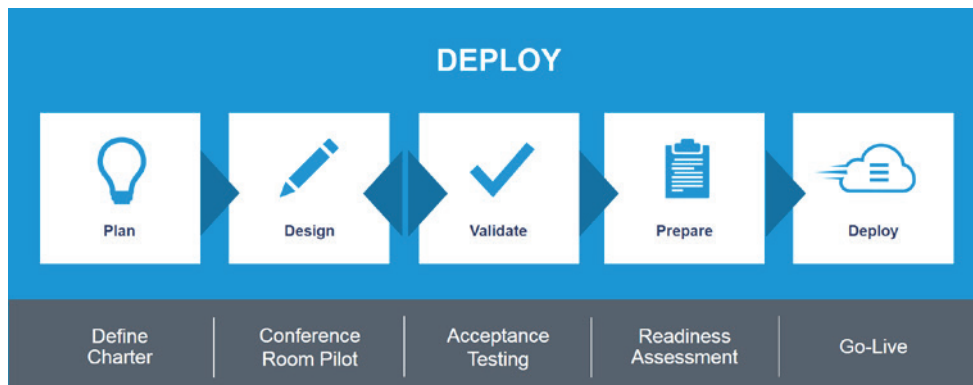 DEPLOY
Plan
Design
Validate
Prepare
Deploy
Define
Charter
Conference
Room Pilot
Acceptance
Testing
Readiness
Assessment
Go-Live